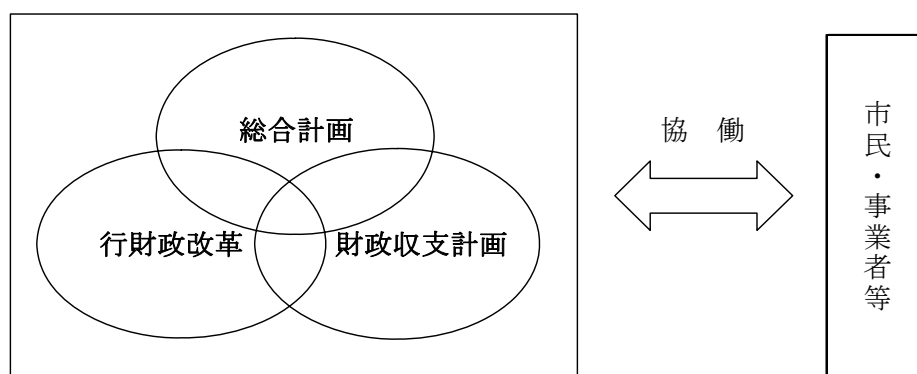 総合計画
協 働
行財政改革
財政収支計画
市民・事業者等